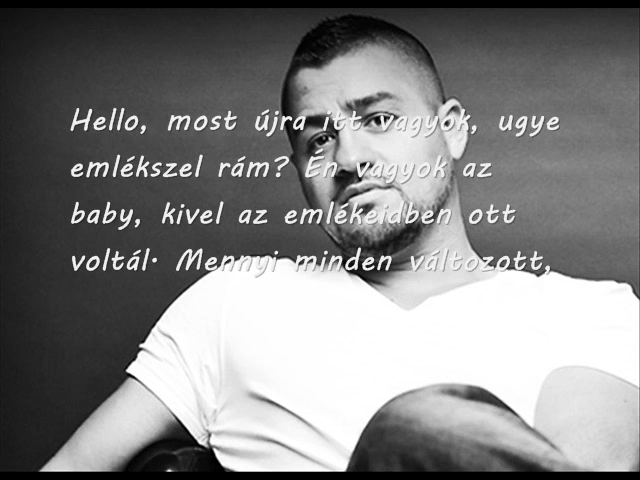 Hello, most újra itt vagyok, ugye
emlékszel rám? Én vagyok az
baby, kivel az emlékeidben ott
voltál. Mennyi minden változott,